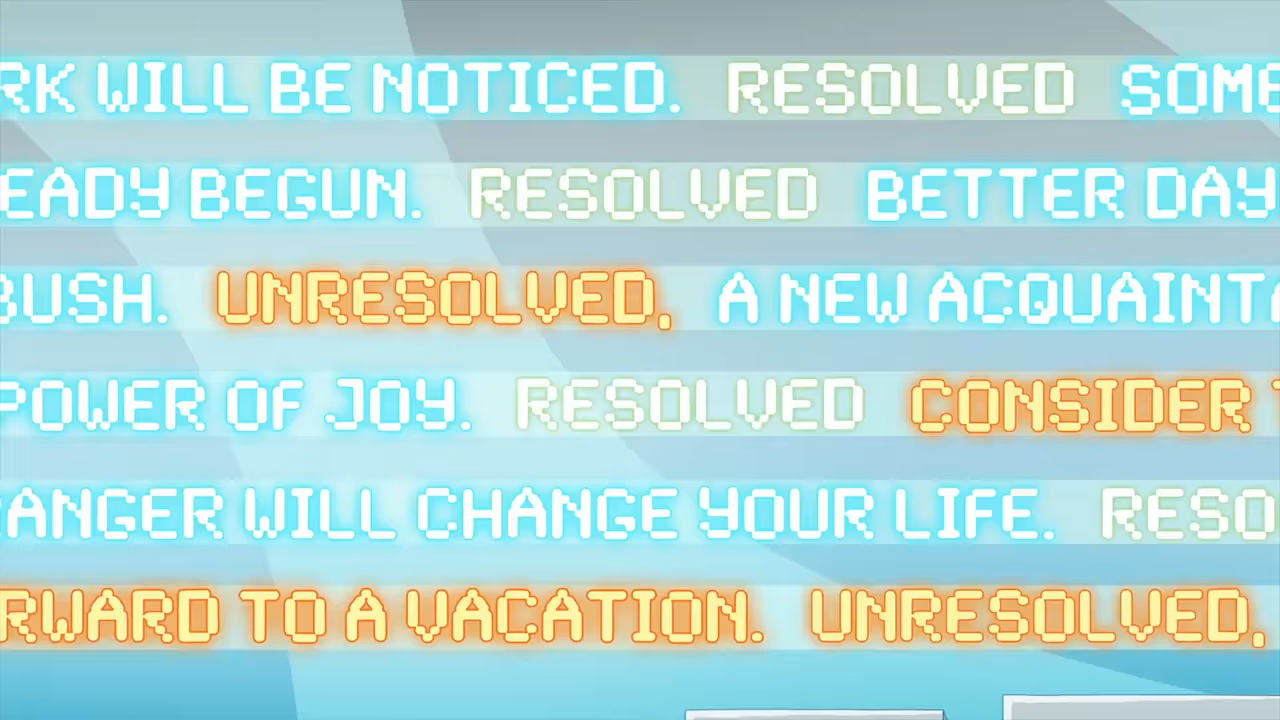 RK WILL BE NOTICED. RESOLVED SOME
EADY BEGUN. RESOLVED BETTER DAY
BUSH. UNRESOLVED, A NEW ACQUAINTA
POWER OF JOY. RESOLVED CONSIDER
ANGER WILL CHANGE YOUR LIFE. RESO
RWARD TO A VACATION. UNRESOLVED,